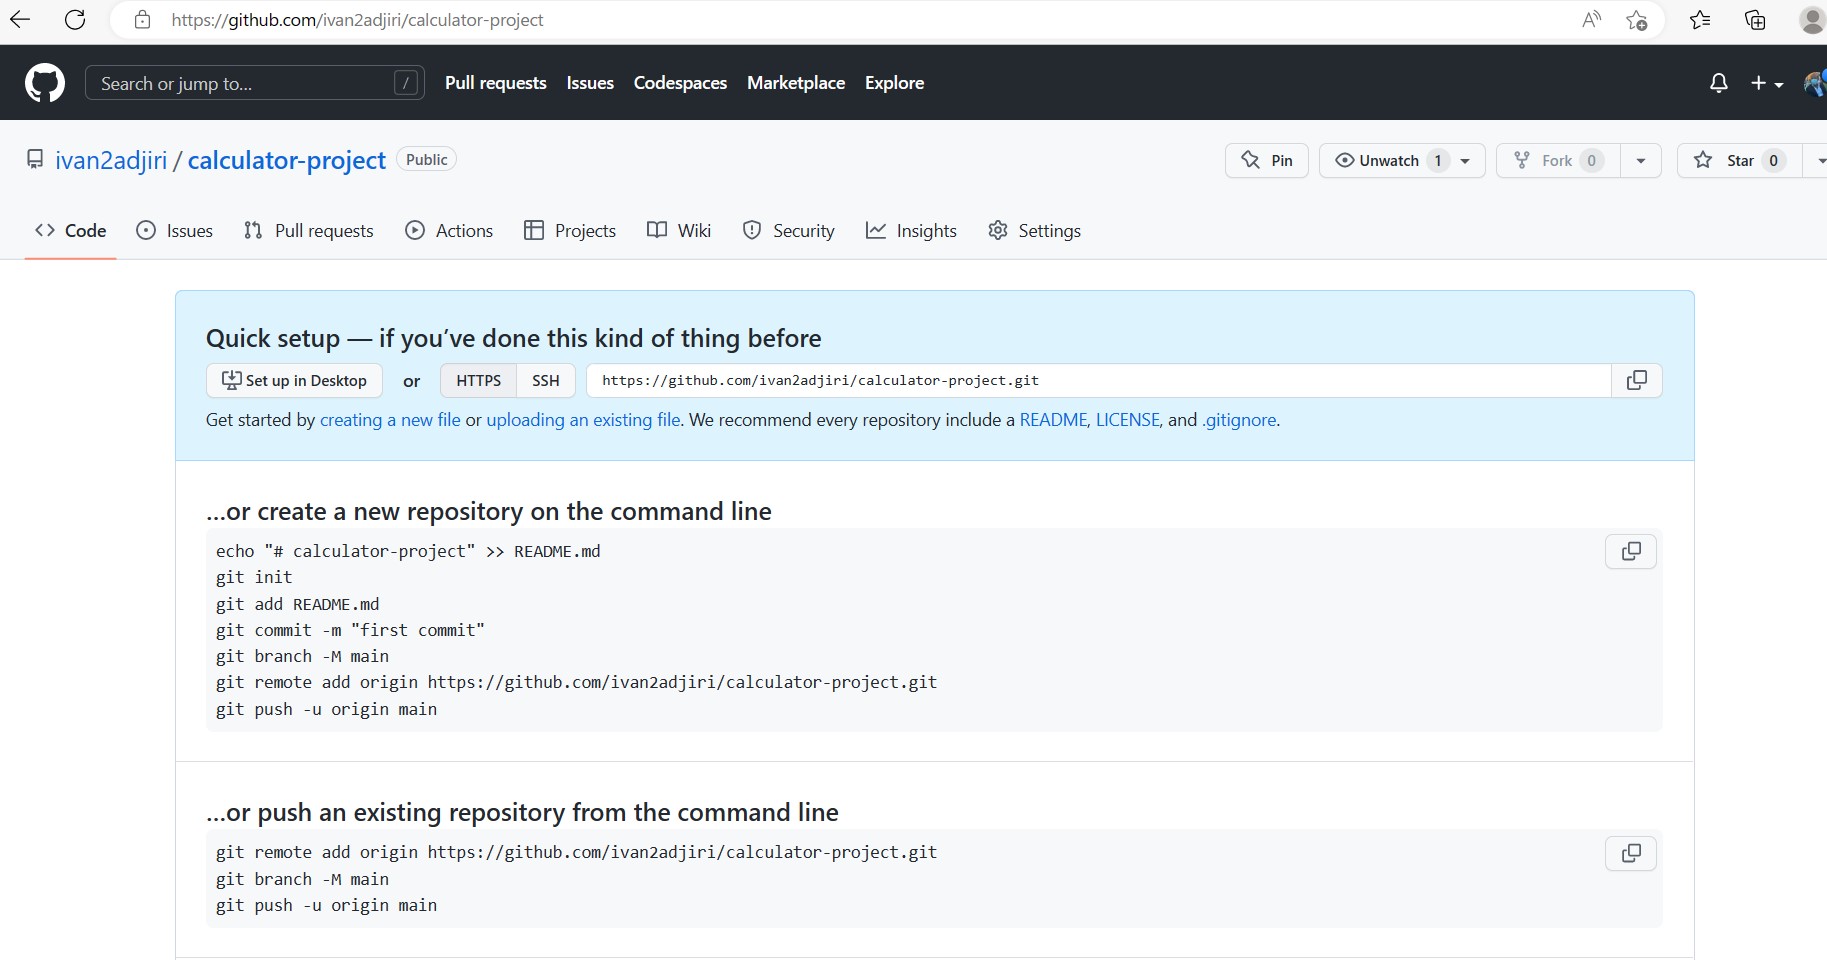 https://github.com/ivan2adjiri/calculator-project
Search or jump to... / Pull requests Issues Codespaces Marketplace Explore
ivan2adjiri / calculator-project Public Pin Unwatch 1 Fork 0 Star 0
Code Issues Pull requests Actions Projects Wiki Security Insights Settings
Quick setup — if you’ve done this kind of thing before
Set up in Desktop or HTTPS SSH https://github.com/ivan2adjiri/calculator-project.git
Get started by creating a new file or uploading an existing file. We recommend every repository include a README, LICENSE, and .gitignore.
…or create a new repository on the command line
echo "# calculator-project" >> README.md
git init
git add README.md
git commit -m "first commit"
git branch -M main
git remote add origin https://github.com/ivan2adjiri/calculator-project.git
git push -u origin main
…or push an existing repository from the command line
git remote add origin https://github.com/ivan2adjiri/calculator-project.git
git branch -M main
git push -u origin main